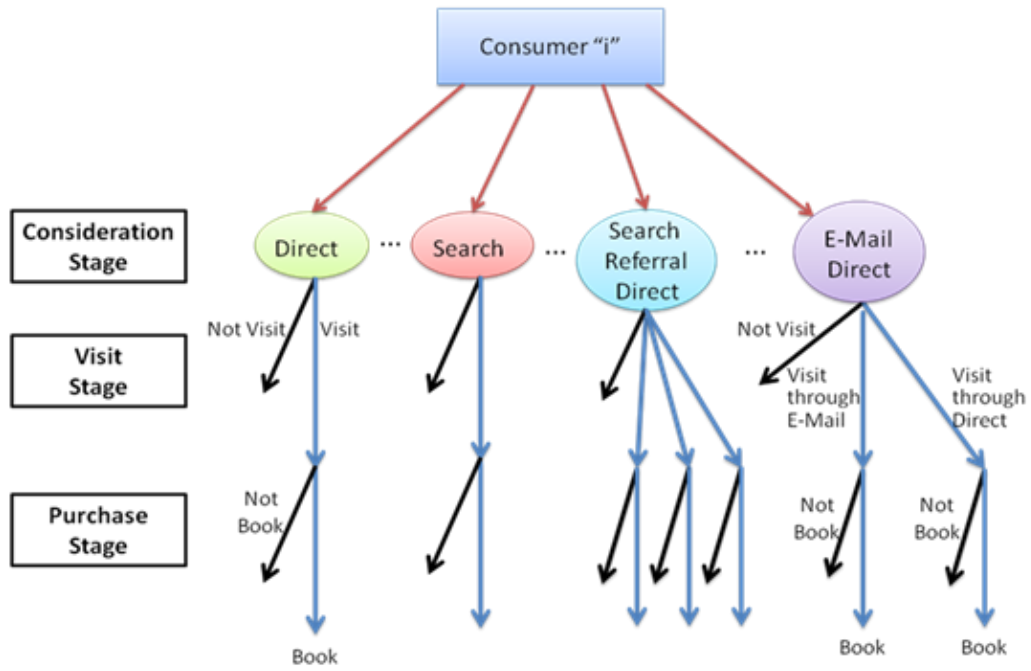 Consumer “i”
Consideration
Stage
Direct
...
Search
...
Search
Referral
Direct
...
E-Mail
Direct
Visit
Stage
Not Visit
Visit
Not Visit
Visit
through
E-Mail
Visit
through
Direct
Purchase
Stage
Not
Book
Not
Book
Not
Book
Book
Book
Book